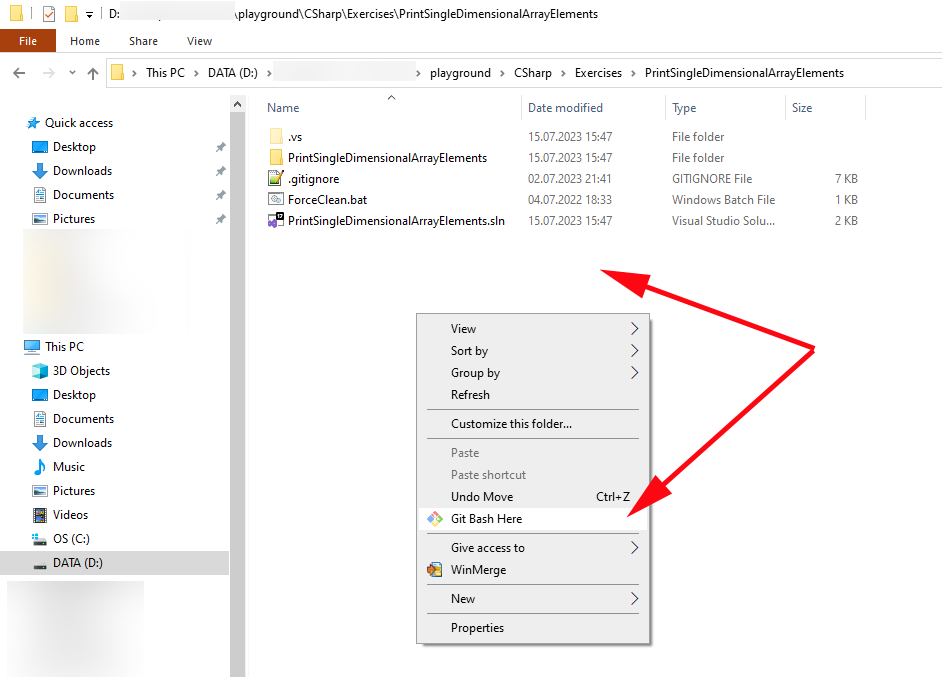 D: \playground\CSharp\Exercises\PrintSingleDimensionalArrayElements
File Home Share View
This PC DATA (D:) playground CSharp Exercises PrintSingleDimensionalArrayElements
Name Date modified Type Size
Quick access
Desktop
Downloads
Documents
Pictures
This PC
3D Objects
Desktop
Documents
Downloads
Music
Pictures
Videos
OS (C:)
DATA (D:)
.vs 15.07.2023 15:47 File folder
PrintSingleDimensionalArrayElements 15.07.2023 15:47 File folder
.gitignore 02.07.2023 21:41 GITIGNORE File 7 KB
ForceClean.bat 04.07.2022 18:33 Windows Batch File 1 KB
PrintSingleDimensionalArrayElements.sln 15.07.2023 15:47 Visual Studio Solu... 2 KB
View
Sort by
Group by
Refresh
Customize this folder...
Paste
Paste shortcut
Undo Move Ctrl+Z
Git Bash Here
Give access to
WinMerge
New
Properties